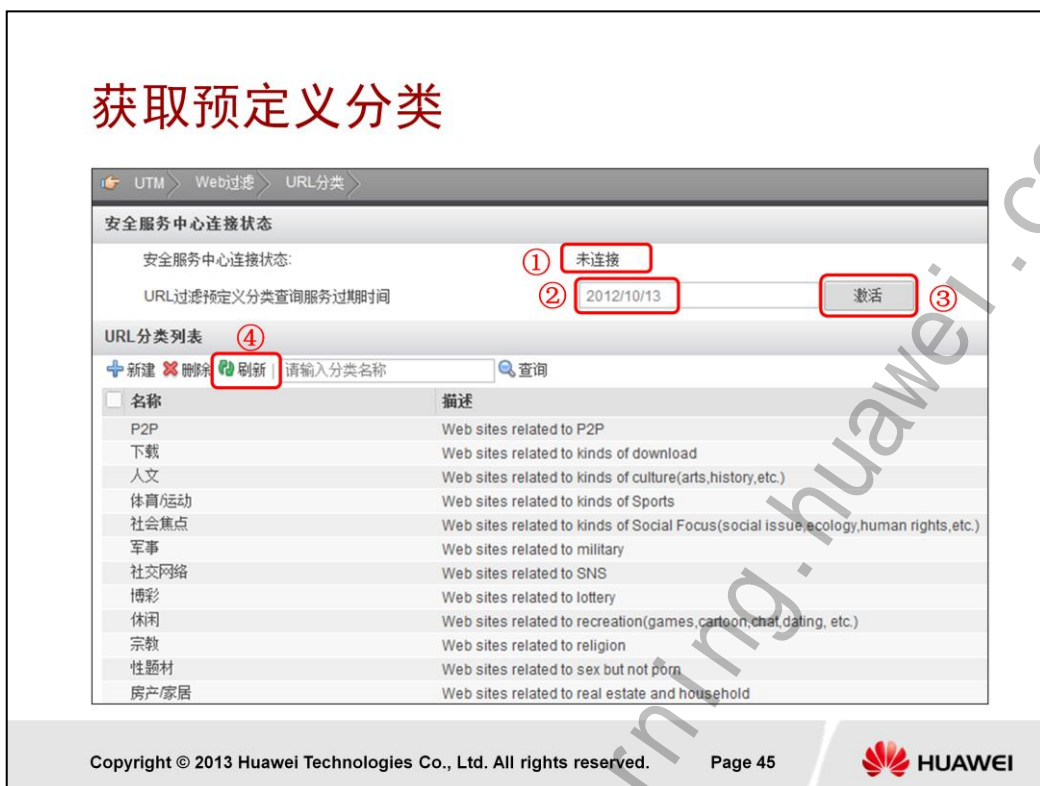 获取预定义分类
UTM Web过滤 URL分类
安全服务中心连接状态
安全服务中心连接状态: ① 未连接
URL过滤预定义分类查询服务过期时间 ② 2012/10/13 激活 ③
URL分类列表 ④
新建 删除 刷新 | 请输入分类名称 查询
名称 描述
P2P Web sites related to P2P
下载 Web sites related to kinds of download
人文 Web sites related to kinds of culture(arts,history,etc.)
体育/运动 Web sites related to kinds of Sports
社会焦点 Web sites related to kinds of Social Focus(social issue,ecology,human rights,etc.)
军事 Web sites related to military
社交网络 Web sites related to SNS
博彩 Web sites related to lottery
休闲 Web sites related to recreation(games,cartoon,chat,dating, etc.)
宗教 Web sites related to religion
性题材 Web sites related to sex but not porn
房产/家居 Web sites related to real estate and household
rning.huawei.c
Copyright © 2013 Huawei Technologies Co., Ltd. All rights reserved. Page 45 HUAWEI